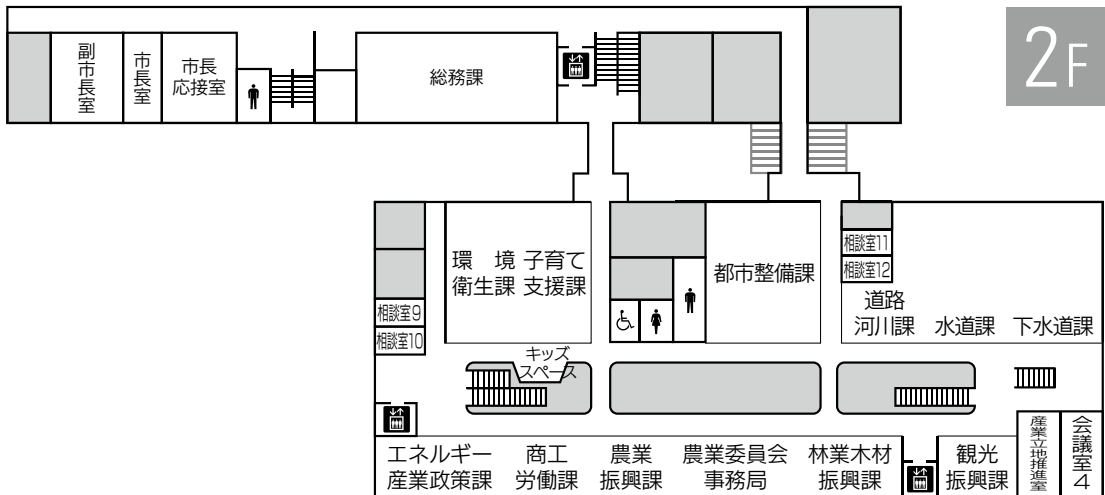 2F
副市長室
市長室
市長
応接室
総務課
環境
衛生課
子育て
支援課
都市整備課
相談室11
相談室12
道路
河川課
水道課
下水道課
相談室9
相談室10
キッズ
スペース
エネルギー
産業政策課
商工
労働課
農業
振興課
農業委員会
事務局
林業木材
振興課
観光
振興課
産業立地推進室
会議室4